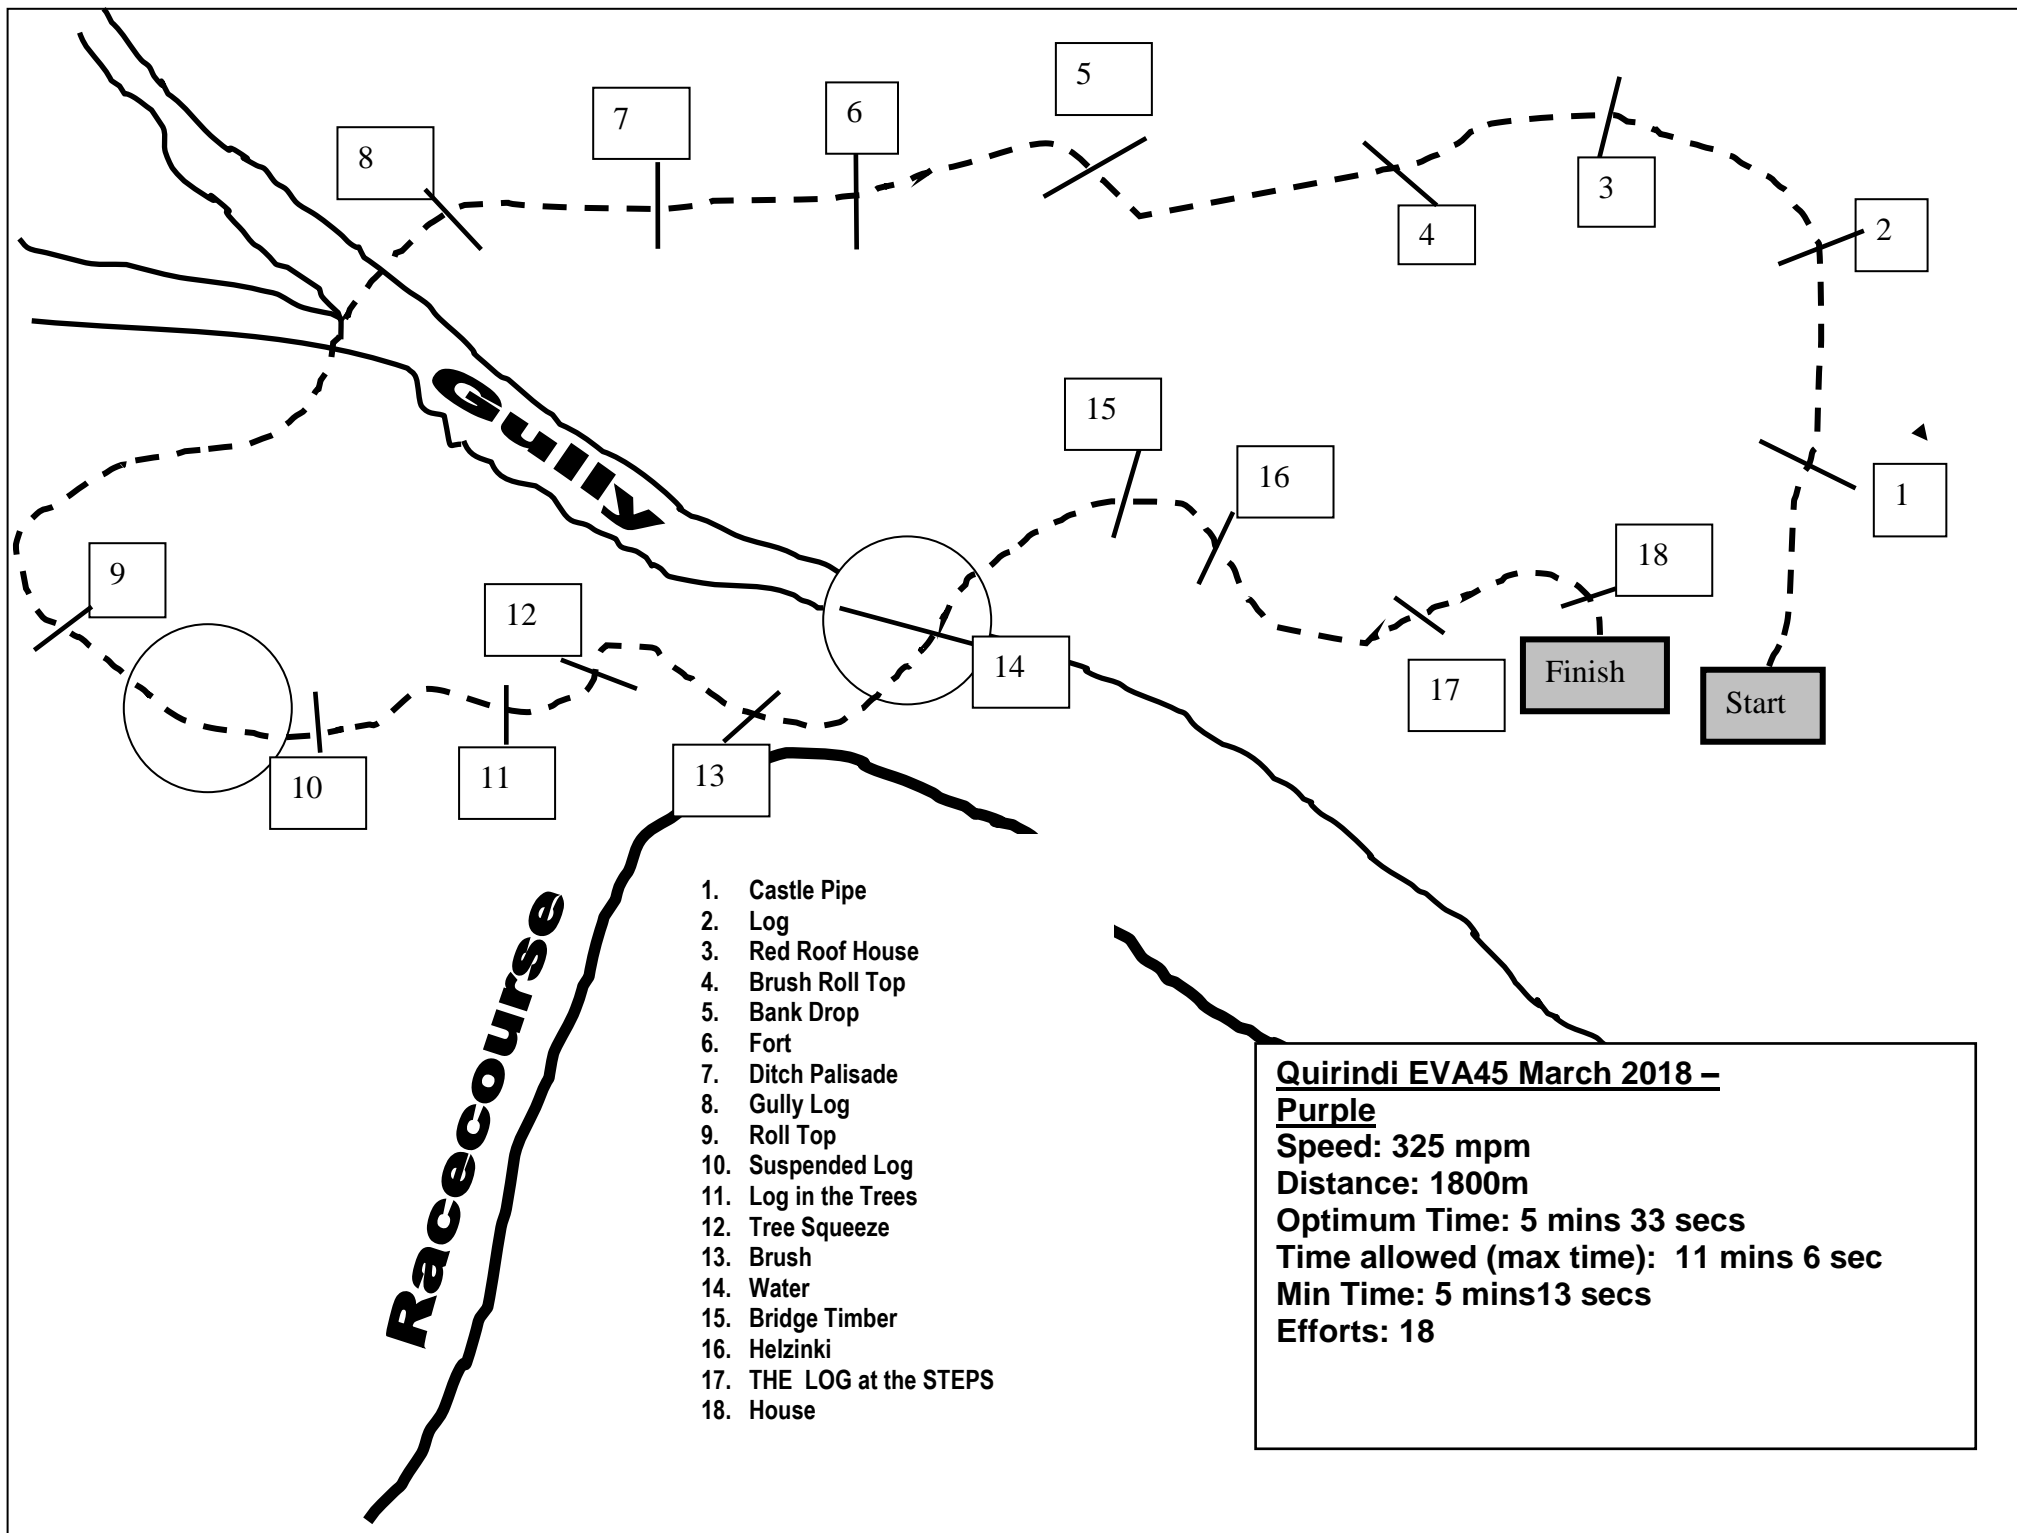 5
6
7
8
3
4
2
Gully
15
16
1
18
9
12
14
17
Finish
Start
13
11
10
Racecourse
1. Castle Pipe
2. Log
3. Red Roof House
4. Brush Roll Top
5. Bank Drop
6. Fort
7. Ditch Palisade
8. Gully Log
9. Roll Top
10. Suspended Log
11. Log in the Trees
12. Tree Squeeze
13. Brush
14. Water
15. Bridge Timber
16. Helzinki
17. THE LOG at the STEPS
18. House
Quirindi EVA45 March 2018 –
Purple
Speed: 325 mpm
Distance: 1800m
Optimum Time: 5 mins 33 secs
Time allowed (max time): 11 mins 6 sec
Min Time: 5 mins13 secs
Efforts: 18